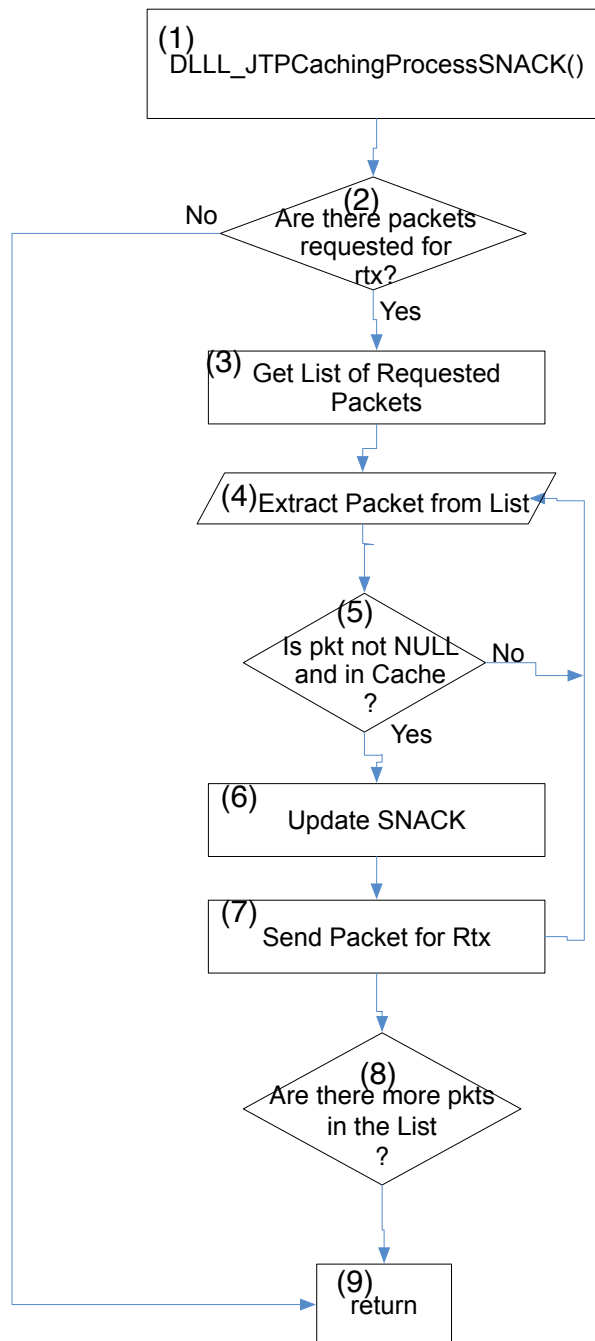 (1)
DLLL_JTPCachingProcessSNACK()
(2)
No
Are there packets
requested for
rtx?
Yes
(3)
Get List of Requested
Packets
(4) Extract Packet from List
(5)
Is pkt not NULL
and in Cache
?
No
Yes
(6)
Update SNACK
(7)
Send Packet for Rtx
(8)
Are there more pkts
in the List
?
(9)
return